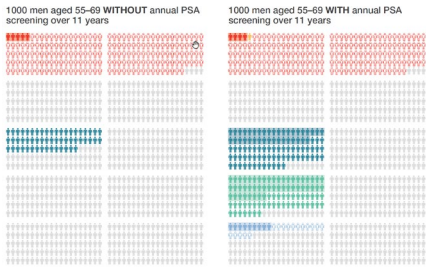 1000 men aged 55–69 WITHOUT annual PSA
screening over 11 years
1000 men aged 55–69 WITH annual PSA
screening over 11 years